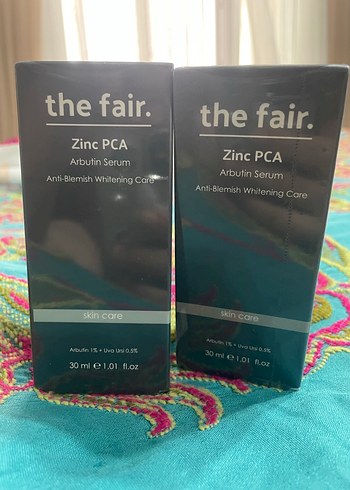 the fair.
Zinc PCA
Arbutin Serum
Anti-Blemish Whitening Care
skin care
Arbutin 1% + Uva Ursi 0.5%
30 ml ℮ 1.01 fl.oz
the fair.
Zinc PCA
Arbutin Serum
Anti-Blemish Whitening Care
skin care
Arbutin 1% + Uva Ursi 0.5%
30 ml ℮ 1.01 fl.oz